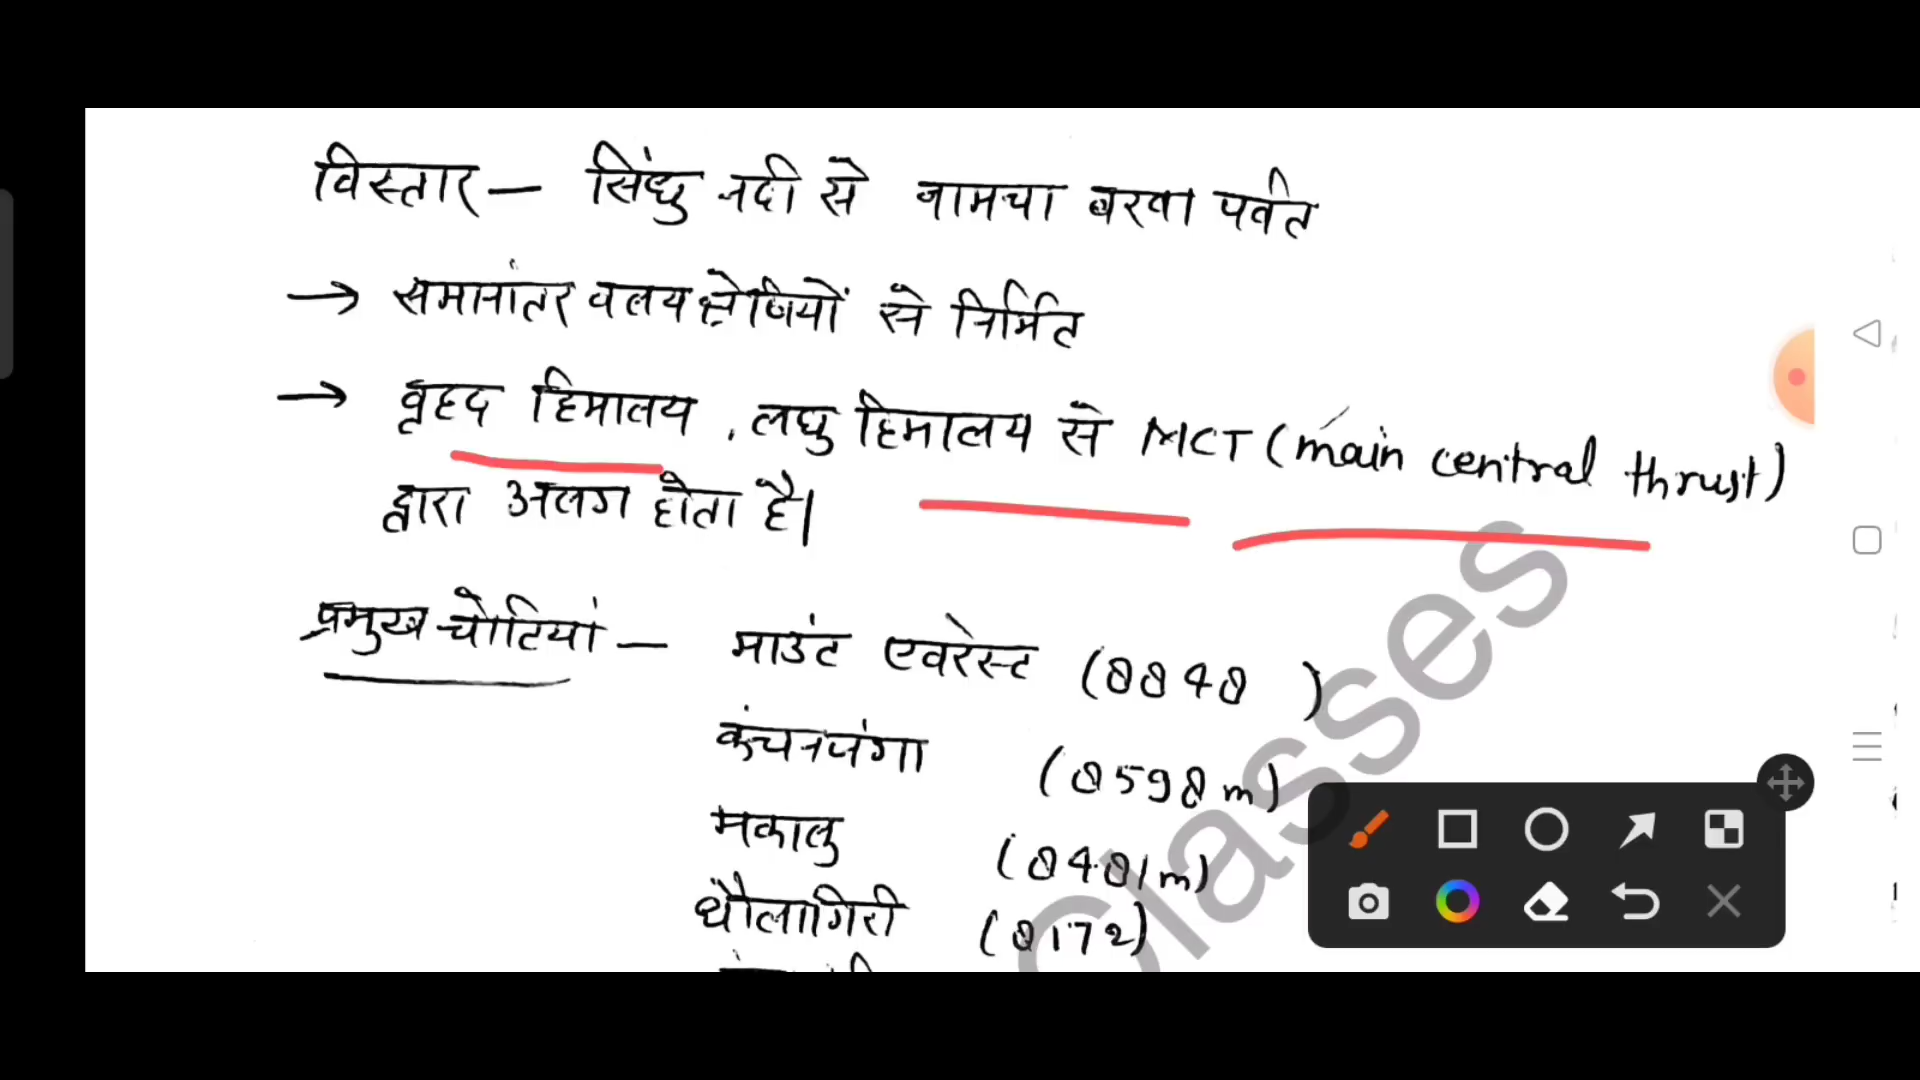 विस्तार — सिंधु नदी से नामचा बरवा पर्वत
→ समानांतर वलय श्रेणियों से निर्मित
→ वृहद हिमालय, लघु हिमालय से MCT (main central thrust)
द्वारा अलग होता है।
प्रमुख चोटियां — माउंट एवरेस्ट (8848 )
कंचनजंगा (8598 m)
मकालु (8481 m)
धौलागिरी (8172)
Classes